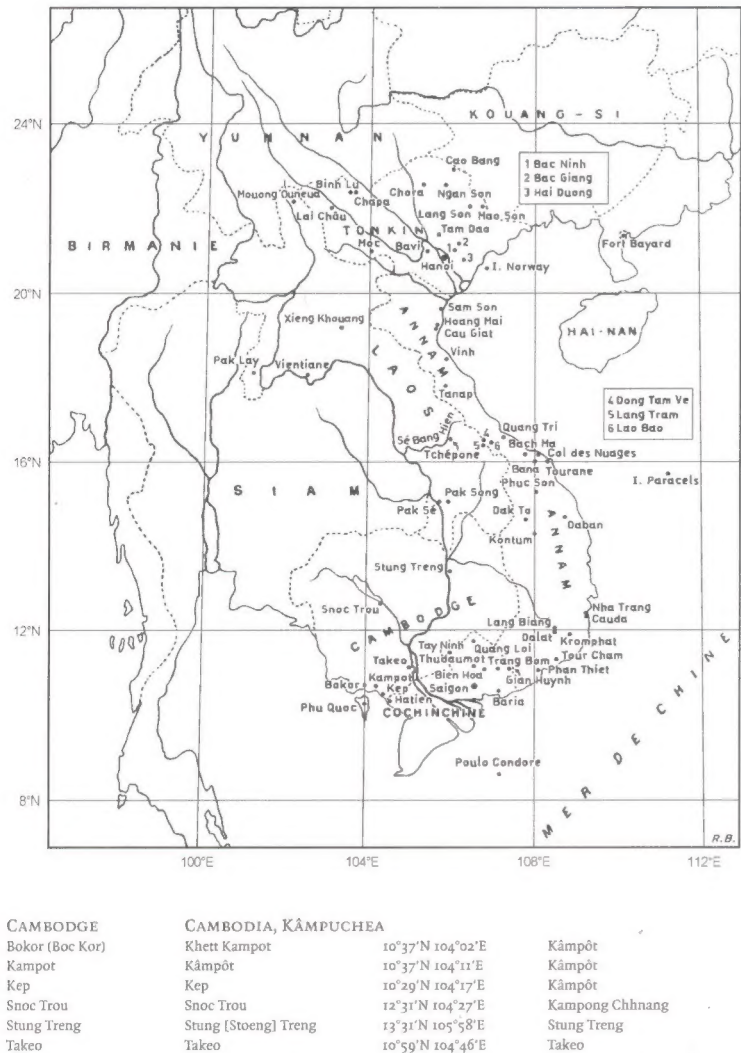 24°N
KOUANG-SI
YUNNAN
Cao Bang
1 Bac Ninh
2 Bac Giang
3 Hai Duong
Binh Lu
Chapa
Chora
Ngan Son
Mouong Ouneua
Lai Châu
Lang Son
Mao Son
TONKIN
Tam Dao
Fort Bayard
BIRMANIE
Moc
Bavi
1
2
Hanoi
3
I. Norway
20°N
Sam Son
HAI-NAN
Xieng Khouang
ANNAM
Hoang Mai
Cau Giat
Pak Lay
Vientiane
LAOS
Vinh
Tanap
4 Dong Tam Ve
5 Lang Tram
6 Lao Bao
Quang Tri
Sé Bang Hien
4
5
6
Bach Ma
Tchépone
Col des Nuages
16°N
Bana
Tourane
Phuc Son
I. Paracels
SIAM
Pak Song
Pak Sé
Dak To
Daban
Kontum
ANNAM
Stung Treng
Snoc Trou
CAMBODGE
Nha Trang
Cauda
12°N
Lang Biang
Dalat
Kromphat
Tay Ninh
Quang Loi
Tour Cham
Takeo
Thudaumot
Trang Bom
Phan Thiet
Kampot
Bien Hoa
Gian Huynh
Bokor
Kep
Saigon
Phu Quoc
Hatien
Baria
COCHINCHINE
Poulo Condore
MER DE CHINE
8°N
R.B.
100°E 104°E 108°E 112°E
CAMBODGE CAMBODIA, KÂMPUCHEA
Bokor (Boc Kor) Khett Kampot 10°37'N 104°02'E Kâmpôt
Kampot Kâmpôt 10°37'N 104°11'E Kâmpôt
Kep Kep 10°29'N 104°17'E Kâmpôt
Snoc Trou Snoc Trou 12°31'N 104°27'E Kampong Chhnang
Stung Treng Stung [Stoeng] Treng 13°31'N 105°58'E Stung Treng
Takeo Takeo 10°59'N 104°46'E Takeo